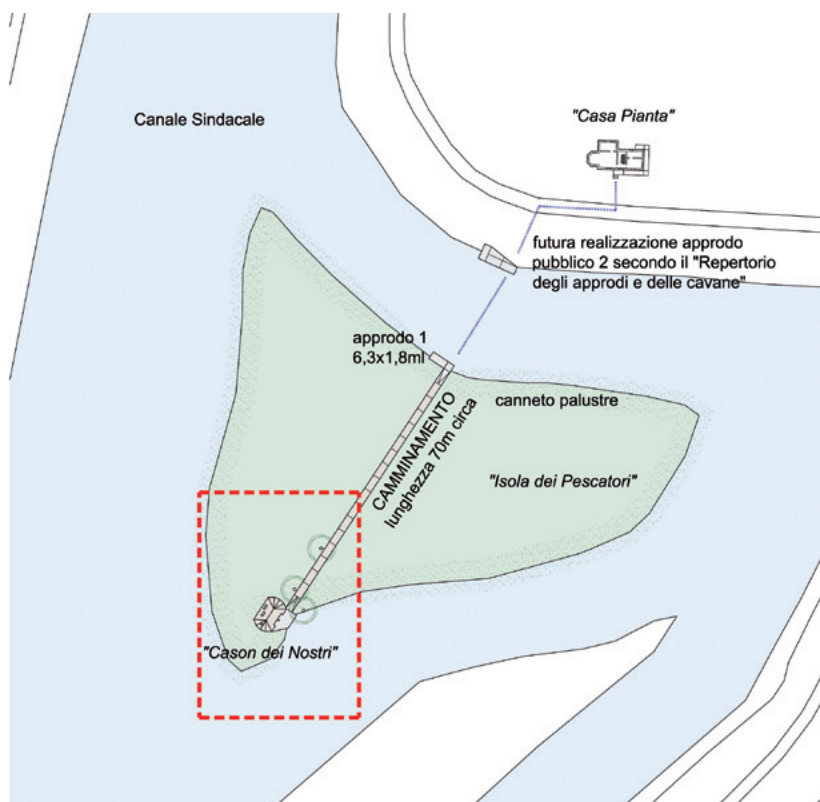 Canale Sindacale
"Casa Pianta"
futura realizzazione approdo
pubblico 2 secondo il "Repertorio
degli approdi e delle cavane"
approdo 1
6,3x1,8ml
CAMMINAMENTO
lunghezza 70m circa
canneto palustre
"Isola dei Pescatori"
"Cason dei Nostri"